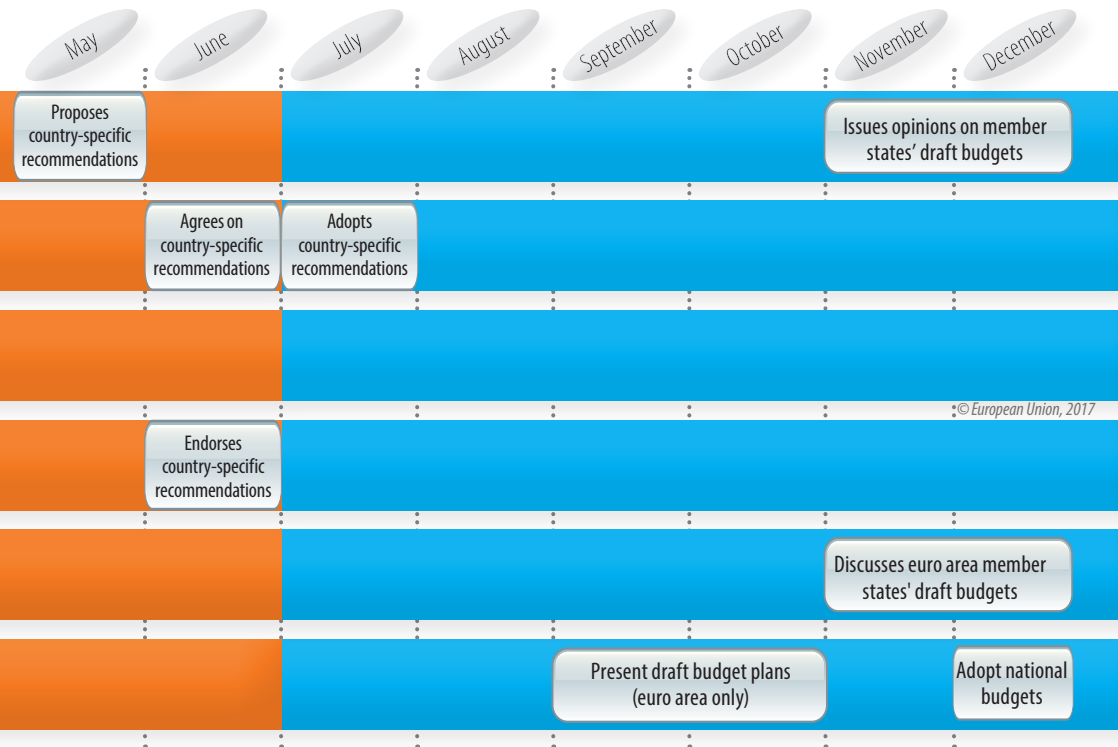 May
June
July
August
September
October
November
December
Proposes
country-specific
recommendations
Issues opinions on member
states’ draft budgets
Agrees on
country-specific
recommendations
Adopts
country-specific
recommendations
© European Union, 2017
Endorses
country-specific
recommendations
Discusses euro area member
states' draft budgets
Present draft budget plans
(euro area only)
Adopt national
budgets